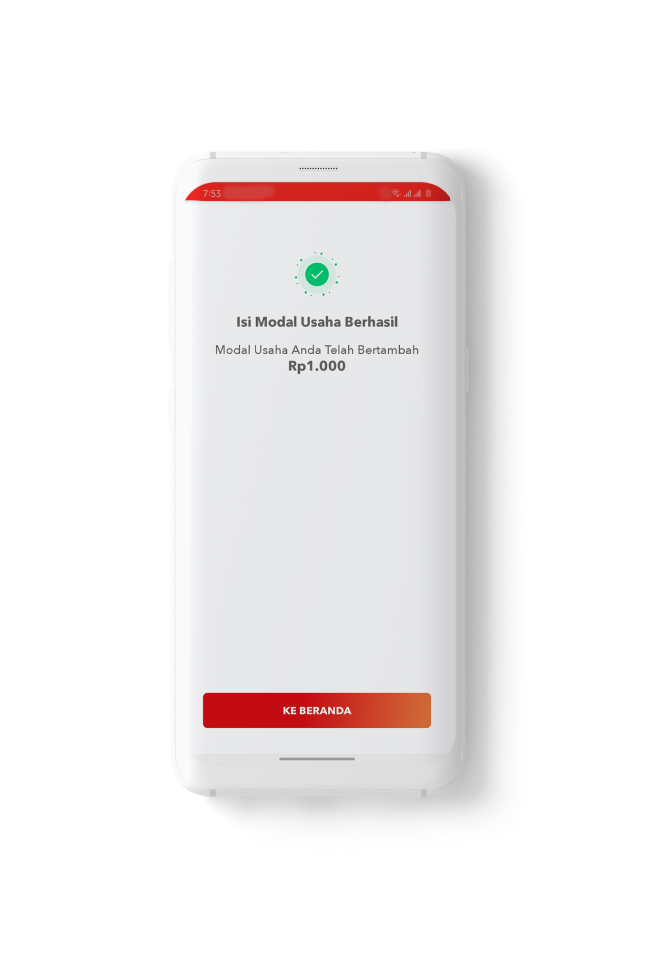 7:53
Isi Modal Usaha Berhasil
Modal Usaha Anda Telah Bertambah
Rp1.000
KE BERANDA